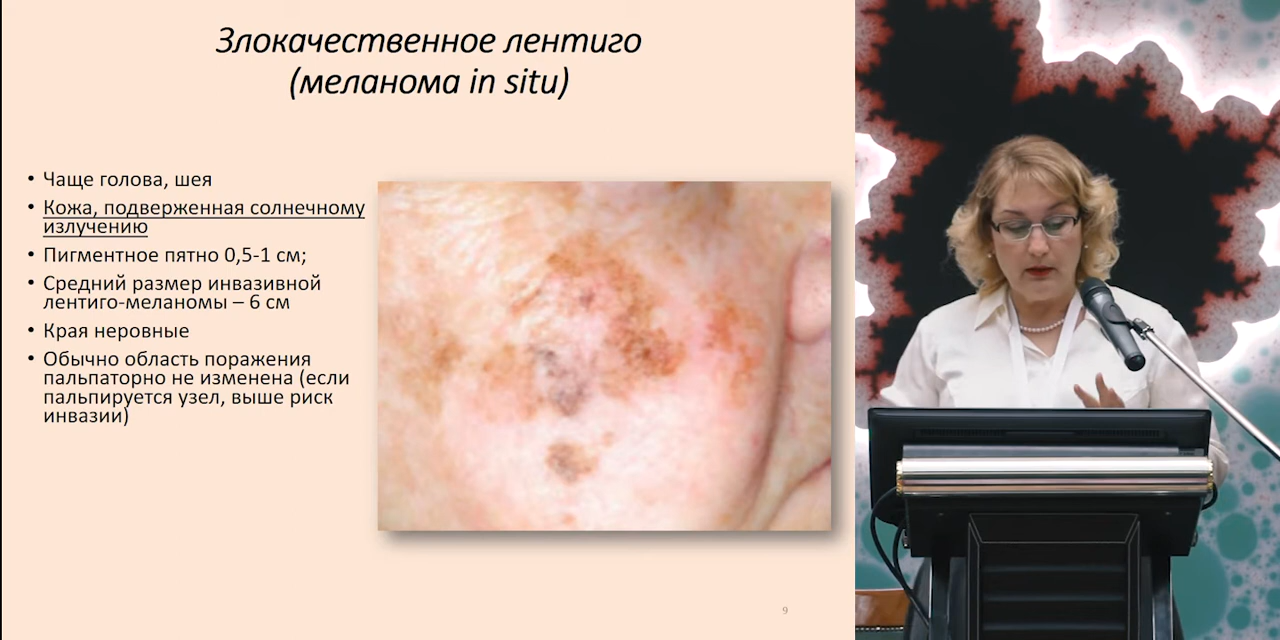 Злокачественное лентиго
(меланома in situ)
• Чаще голова, шея
• Кожа, подверженная солнечному
излучению
• Пигментное пятно 0,5-1 см;
• Средний размер инвазивной
лентиго-меланомы – 6 см
• Края неровные
• Обычно область поражения
пальпаторно не изменена (если
пальпируется узел, выше риск
инвазии)
9